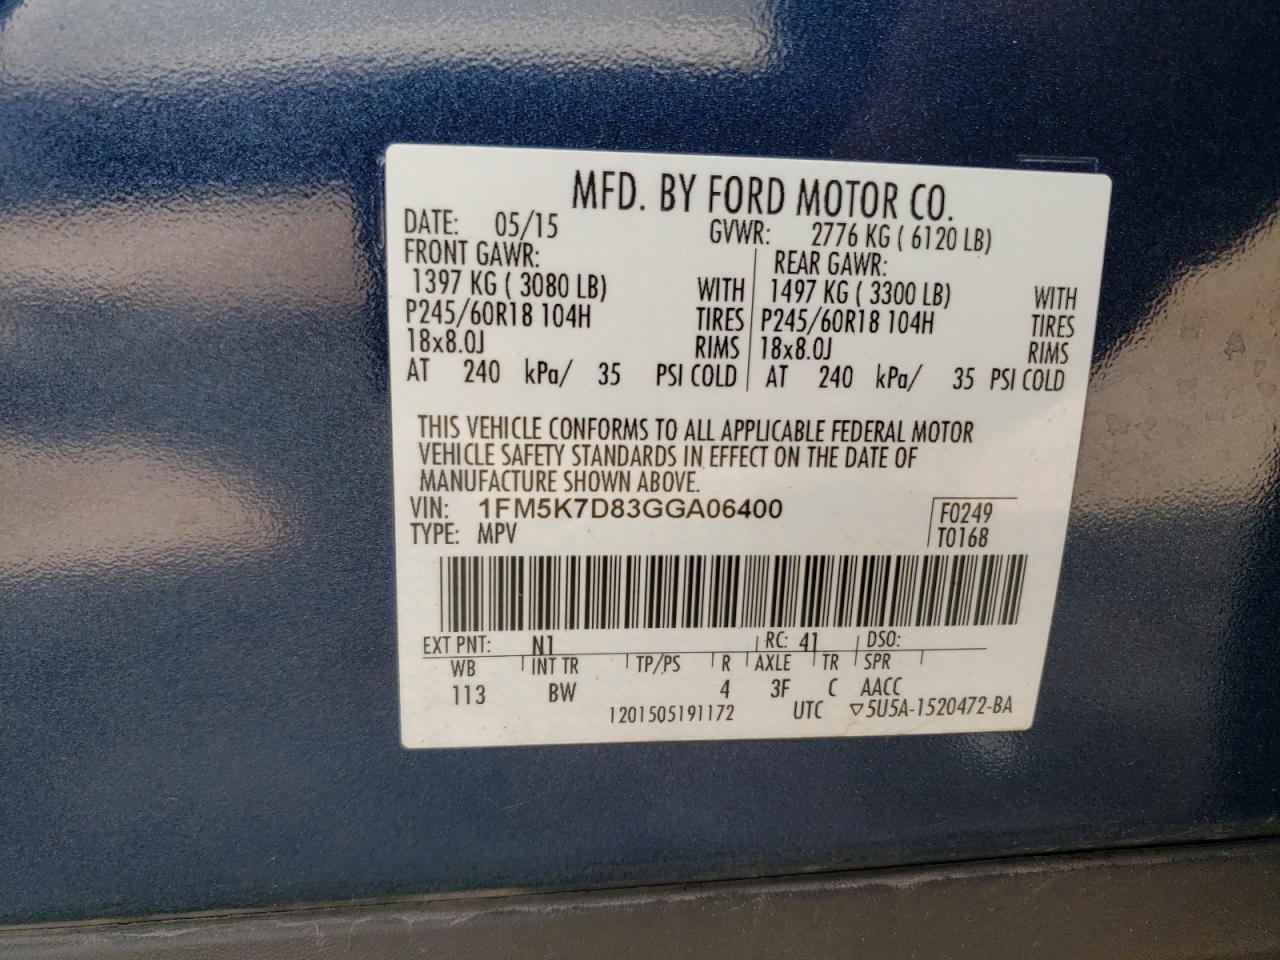 MFD. BY FORD MOTOR CO.
DATE: 05/15 GVWR: 2776 KG ( 6120 LB)
FRONT GAWR: REAR GAWR:
1397 KG ( 3080 LB) WITH 1497 KG ( 3300 LB) WITH
P245/60R18 104H TIRES P245/60R18 104H TIRES
18x8.0J RIMS 18x8.0J RIMS
AT 240 kPa/ 35 PSI COLD AT 240 kPa/ 35 PSI COLD
THIS VEHICLE CONFORMS TO ALL APPLICABLE FEDERAL MOTOR
VEHICLE SAFETY STANDARDS IN EFFECT ON THE DATE OF
MANUFACTURE SHOWN ABOVE.
VIN: 1FM5K7D83GGA06400 F0249
TYPE: MPV T0168
EXT PNT: N1 RC: 41 DSO:
WB INT TR TP/PS R AXLE TR SPR
113 BW 4 3F C AACC
1201505191172 UTC ▽5U5A-1520472-BA